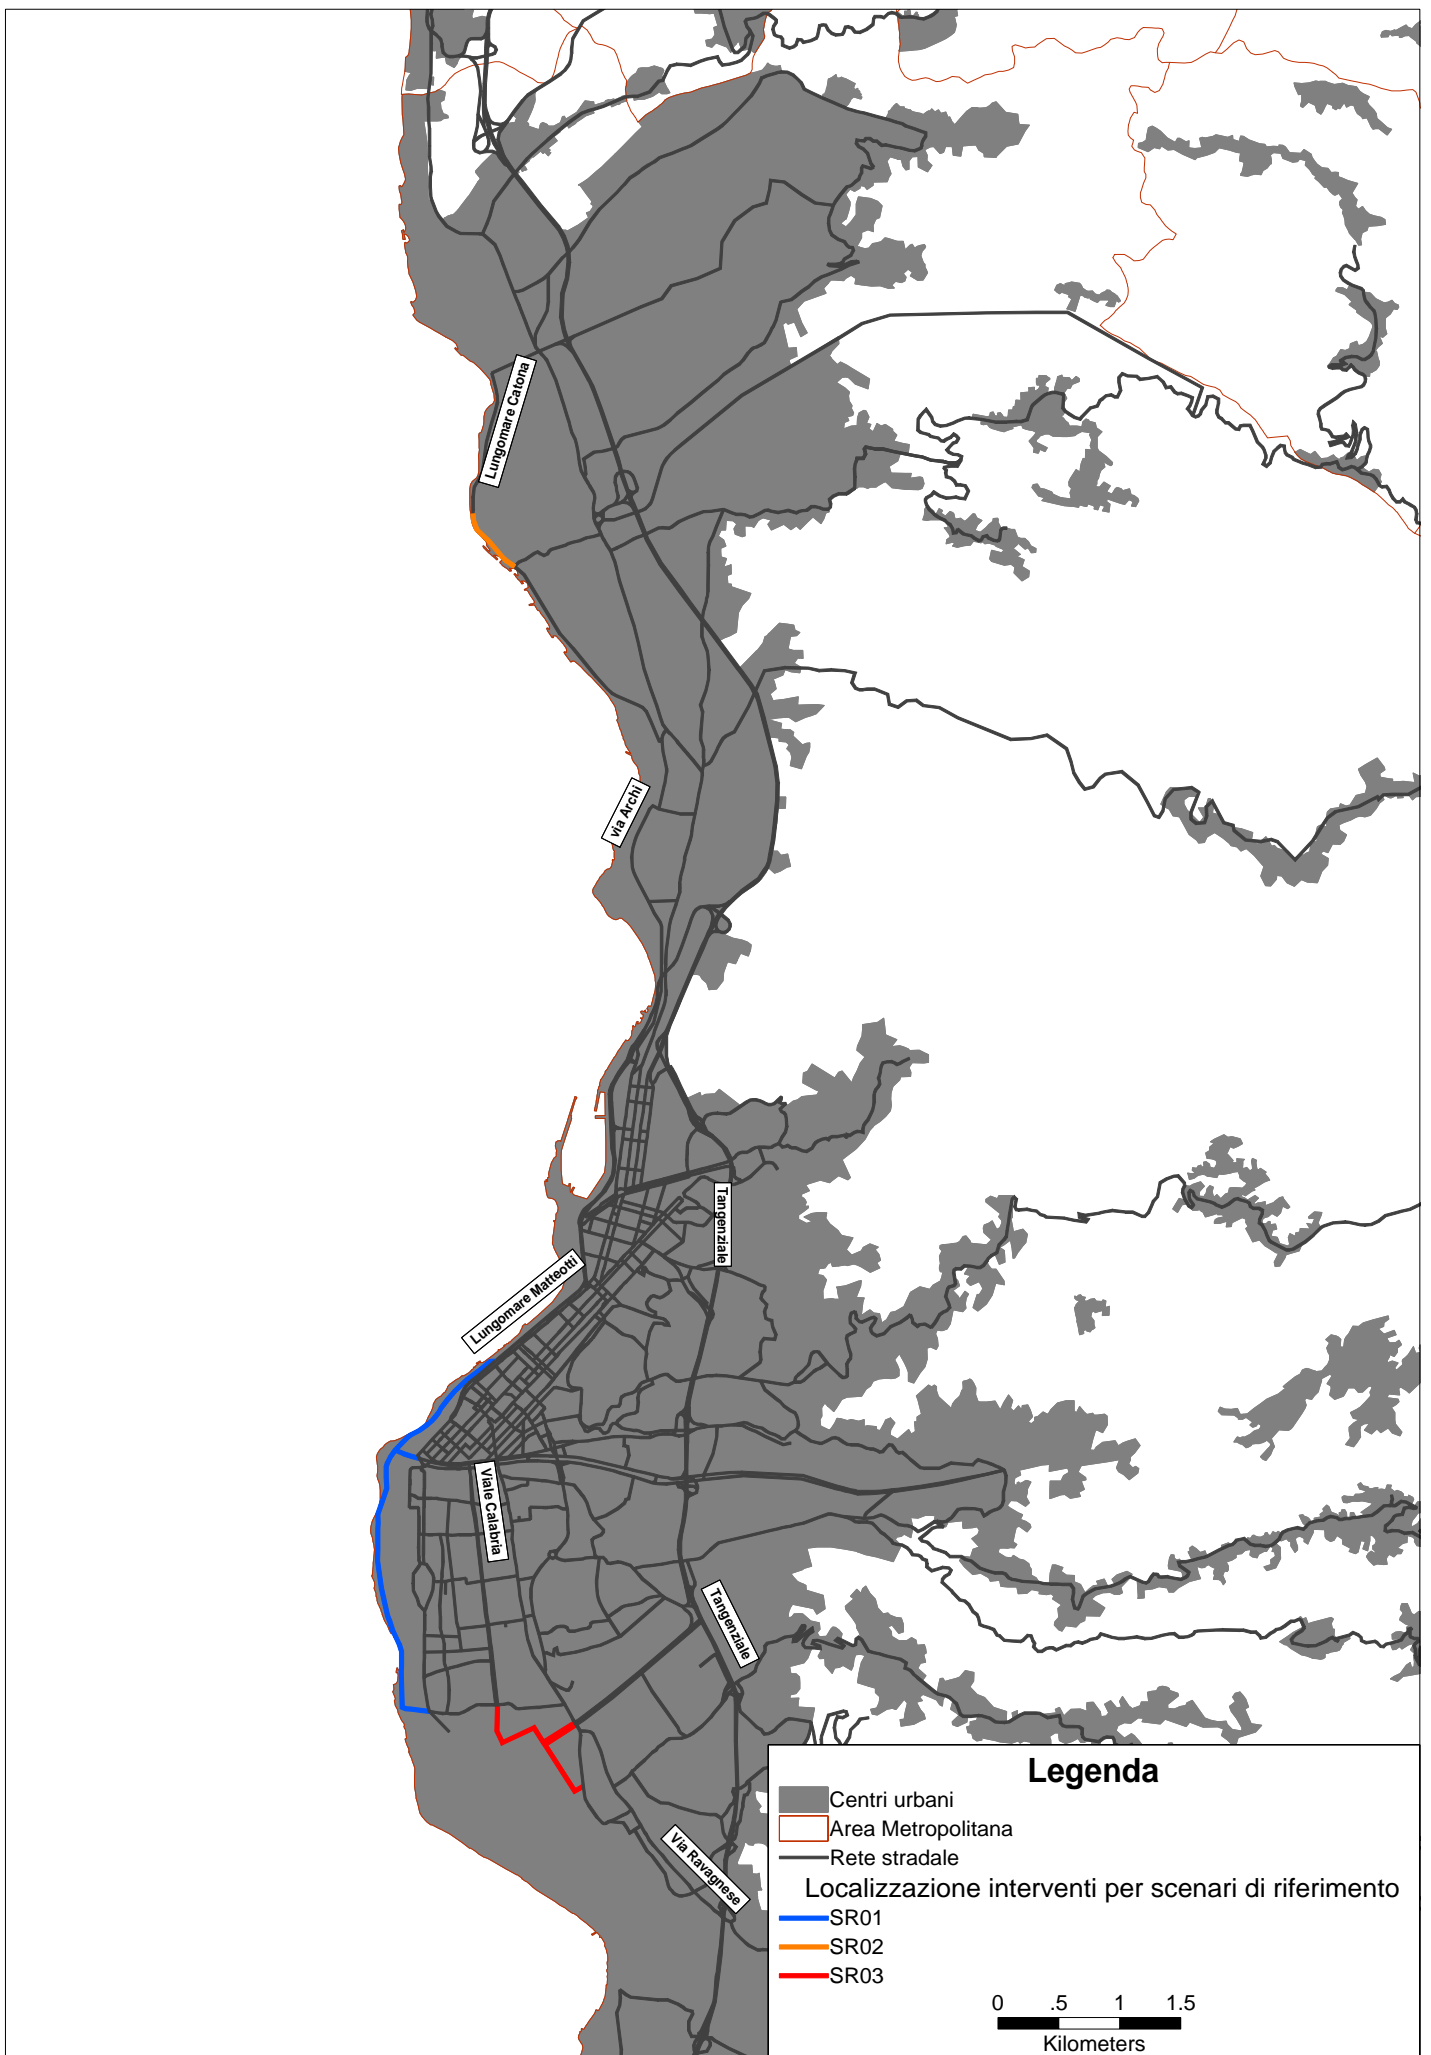 Lungomare Catona
via Archi
Tangenziale
Lungomare Matteotti
Viale Calabria
Tangenziale
Via Ravagnese
Legenda
Centri urbani
Area Metropolitana
Rete stradale
Localizzazione interventi per scenari di riferimento
SR01
SR02
SR03
0 .5 1 1.5
Kilometers